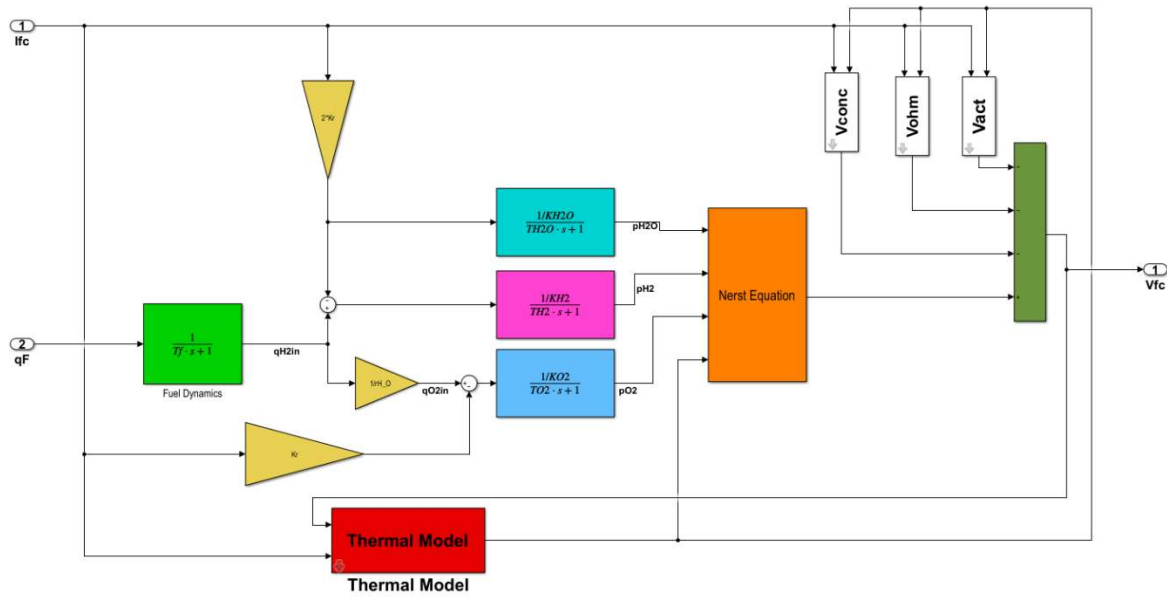 1
Ifc
2*Kr
Vconc
Vohm
Vact
-
-
-
+
1/KH2O
TH2O · s + 1
pH2O
1/KH2
TH2 · s + 1
pH2
Nerst Equation
1
Vfc
2
qF
1
Tf · s + 1
Fuel Dynamics
qH2in
1/rH_O
qO2in
1/KO2
TO2 · s + 1
pO2
Kr
Thermal Model
Thermal Model